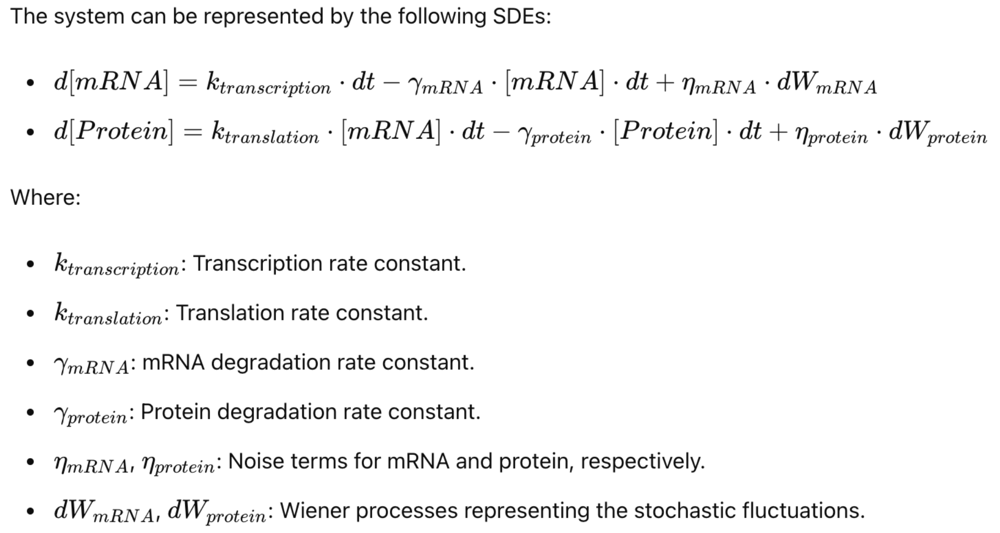 The system can be represented by the following SDEs:
• $d[mRNA] = k_{transcription} \cdot dt - \gamma_{mRNA} \cdot [mRNA] \cdot dt + \eta_{mRNA} \cdot dW_{mRNA}$
• $d[Protein] = k_{translation} \cdot [mRNA] \cdot dt - \gamma_{protein} \cdot [Protein] \cdot dt + \eta_{protein} \cdot dW_{protein}$
Where:
• $k_{transcription}$: Transcription rate constant.
• $k_{translation}$: Translation rate constant.
• $\gamma_{mRNA}$: mRNA degradation rate constant.
• $\gamma_{protein}$: Protein degradation rate constant.
• $\eta_{mRNA}$, $\eta_{protein}$: Noise terms for mRNA and protein, respectively.
• $dW_{mRNA}$, $dW_{protein}$: Wiener processes representing the stochastic fluctuations.